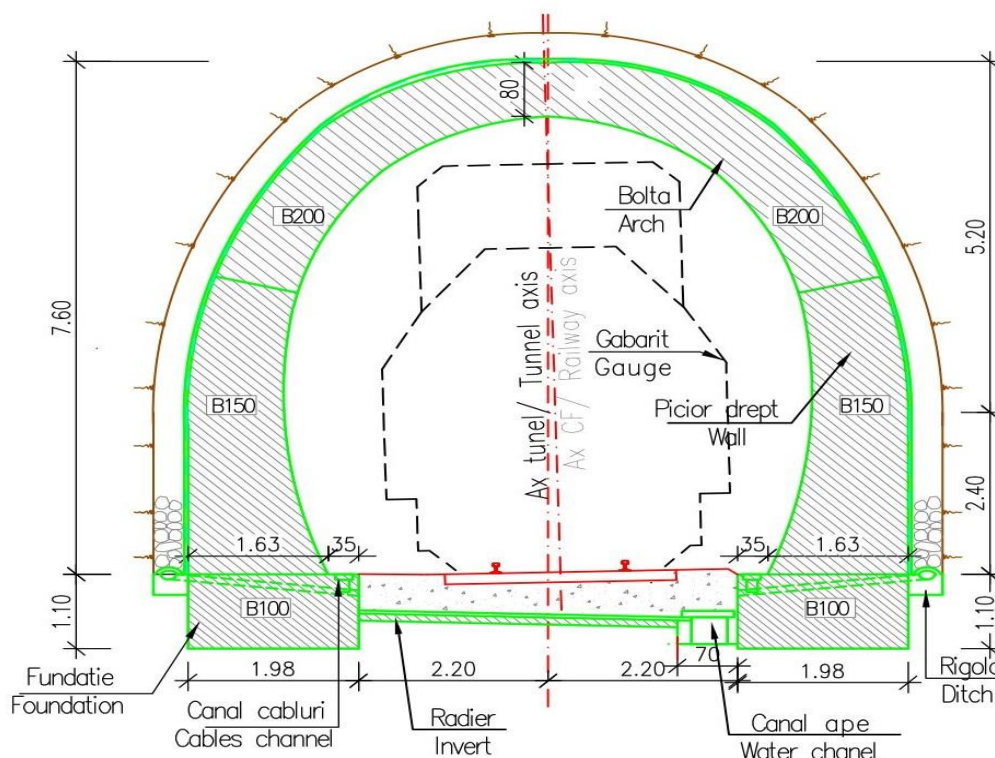 80
Bolta
Arch
B200
B200
5.20
7.60
Ax tunel/ Tunnel axis
Ax CF/ Railway axis
Gabarit
Gauge
B150
Picior drept
Wall
B150
2.40
1.63
35
35
1.63
1.10
B100
B100
1.10
70
1.98
2.20
2.20
1.98
Fundatie
Foundation
Canal cabluri
Cables channel
Radier
Invert
Canal ape
Water chanel
Rigola
Ditch